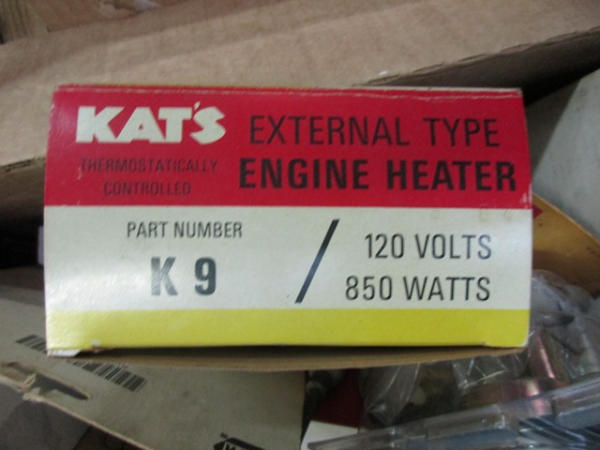 KAT'S
EXTERNAL TYPE
THERMOSTATICALLY
CONTROLLED
ENGINE HEATER
PART NUMBER
K 9
/
120 VOLTS
850 WATTS